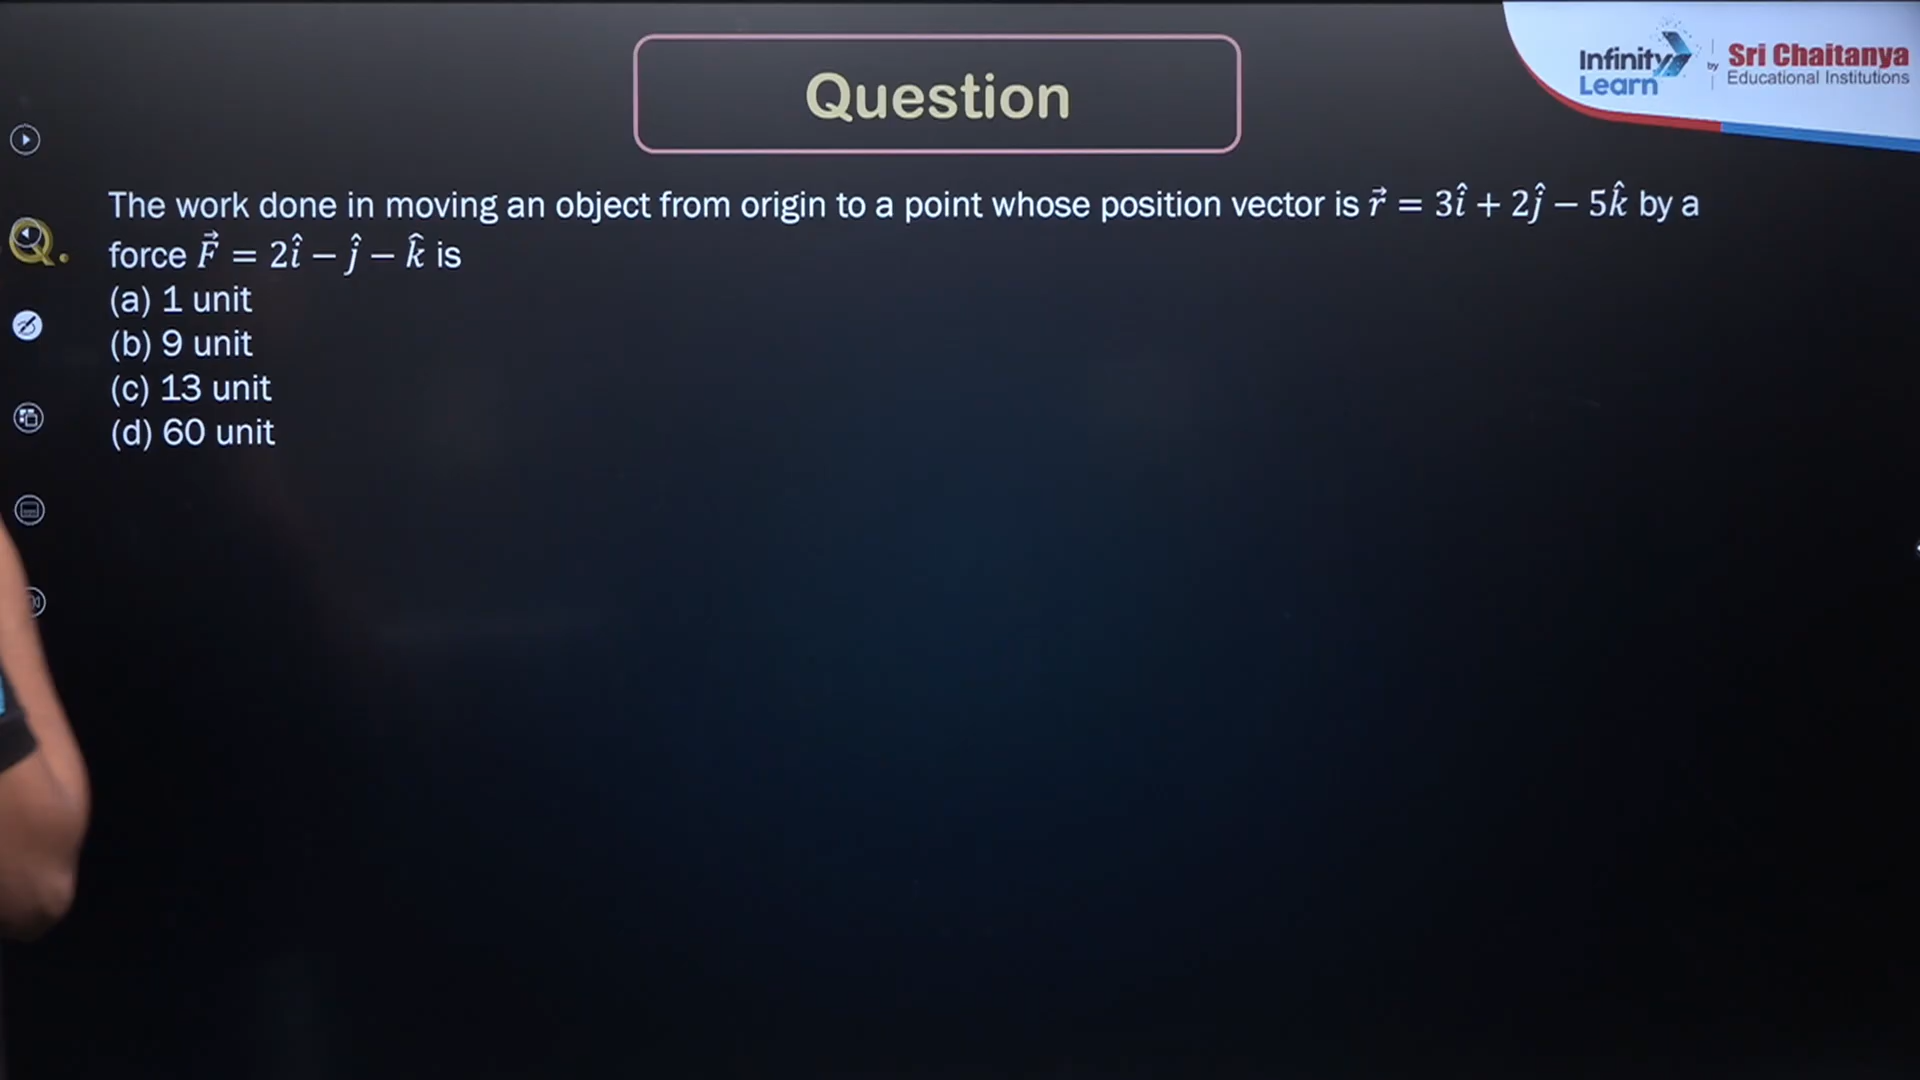 Question
Infinity Learn by Sri Chaitanya Educational Institutions
The work done in moving an object from origin to a point whose position vector is r⃗ = 3î + 2ĵ − 5k̂ by a
force F⃗ = 2î − ĵ − k̂ is
(a) 1 unit
(b) 9 unit
(c) 13 unit
(d) 60 unit
Q.